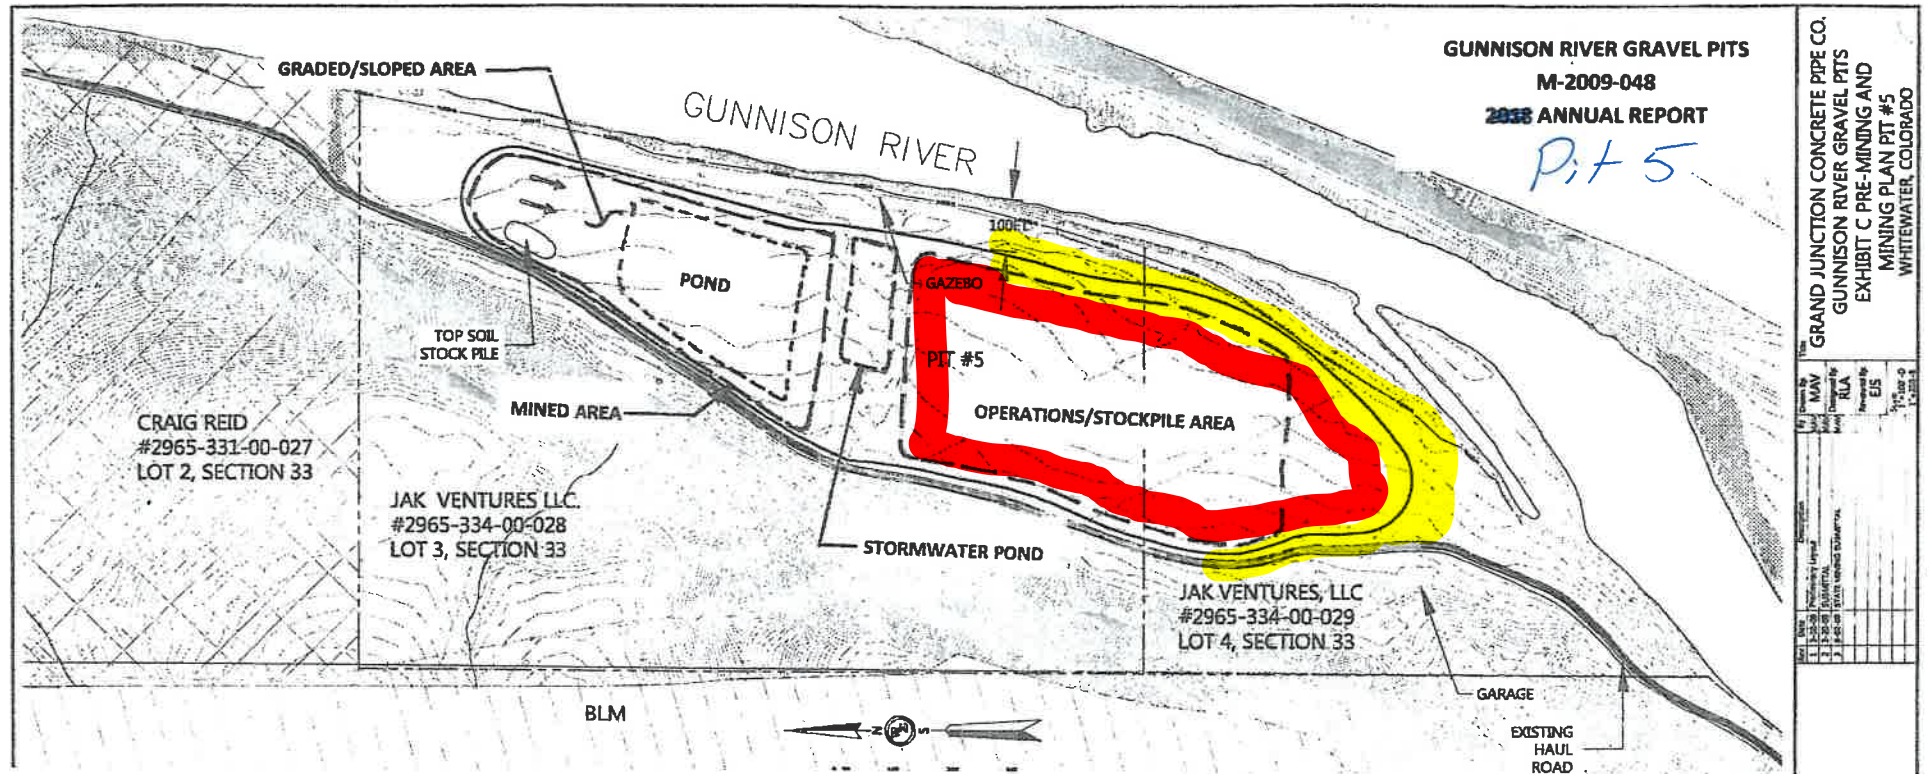 GUNNISON RIVER GRAVEL PITS
M-2009-048
ANNUAL REPORT
Pit 5
GRADED/SLOPED AREA
GUNNISON RIVER
100FT
GAZEBO
POND
TOP SOIL
STOCK PILE
PIT #5
OPERATIONS/STOCKPILE AREA
MINED AREA
CRAIG REID
#2965-331-00-027
LOT 2, SECTION 33
JAK VENTURES LLC.
#2965-334-00-028
LOT 3, SECTION 33
STORMWATER POND
JAK VENTURES, LLC
#2965-334-00-029
LOT 4, SECTION 33
GARAGE
BLM
N
S
EXISTING
HAUL
ROAD
Title
GRAND JUNCTION CONCRETE PIPE CO.
GUNNISON RIVER GRAVEL PITS
EXHIBIT C PRE-MINING AND
MINING PLAN PIT #5
WHITEWATER, COLORADO
MAV
RLA
EJS